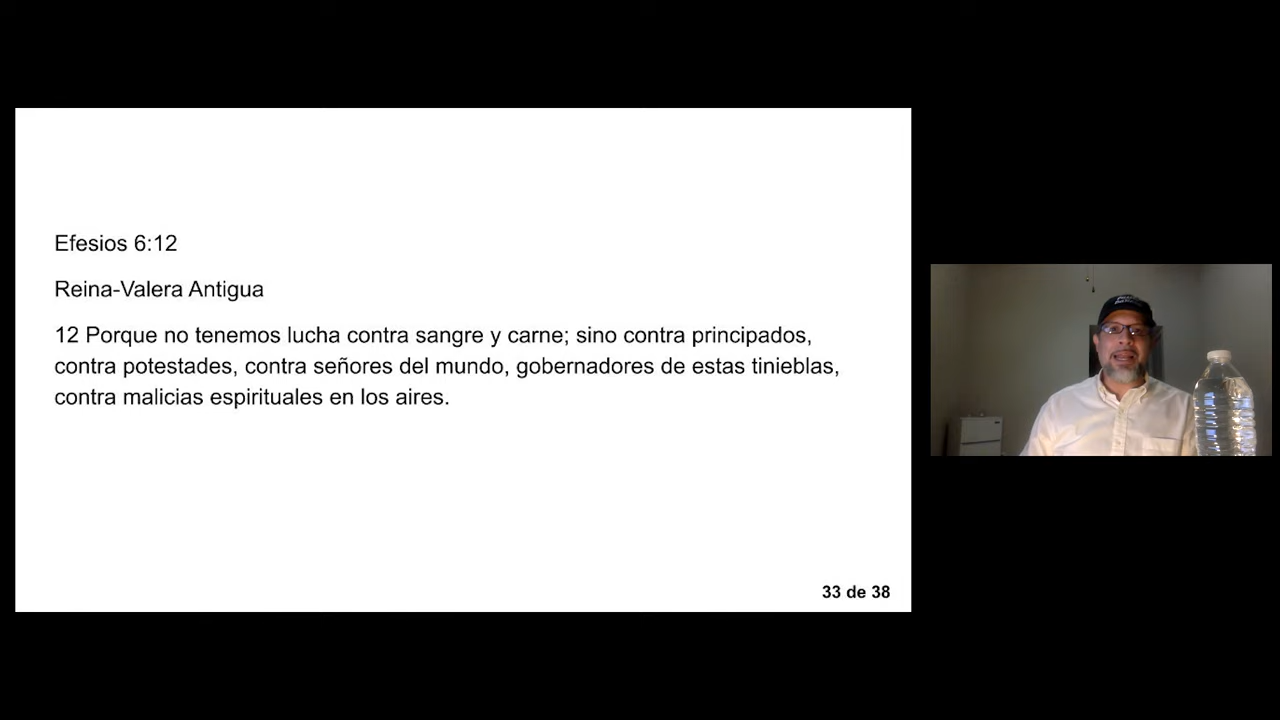 Efesios 6:12
Reina-Valera Antigua
12 Porque no tenemos lucha contra sangre y carne; sino contra principados,
contra potestades, contra señores del mundo, gobernadores de estas tinieblas,
contra malicias espirituales en los aires.
33 de 38